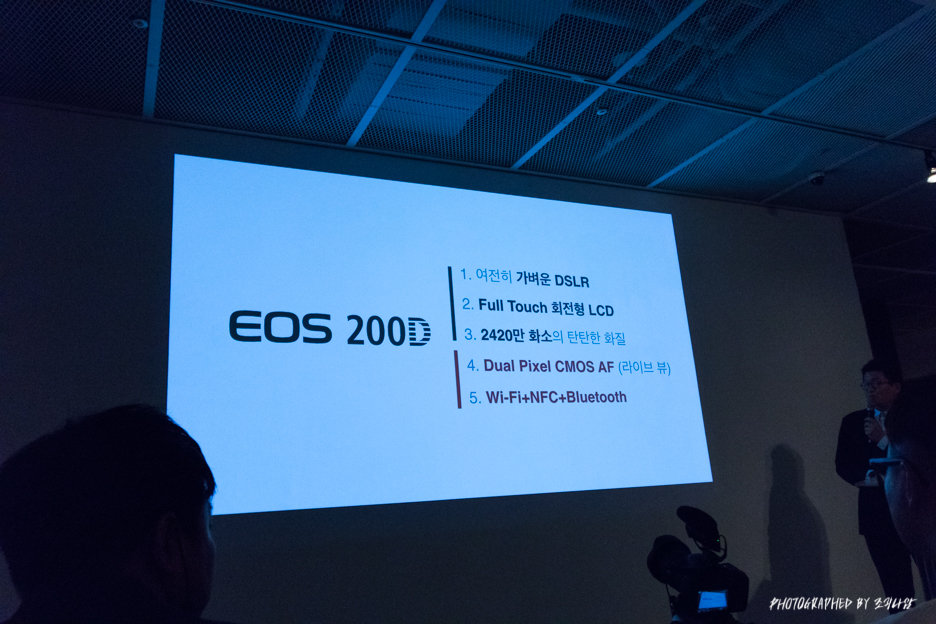 EOS 200D
1. 여전히 가벼운 DSLR
2. Full Touch 회전형 LCD
3. 2420만 화소의 탄탄한 화질
4. Dual Pixel CMOS AF (라이브 뷰)
5. Wi-Fi+NFC+Bluetooth
PHOTOGRAPHED BY